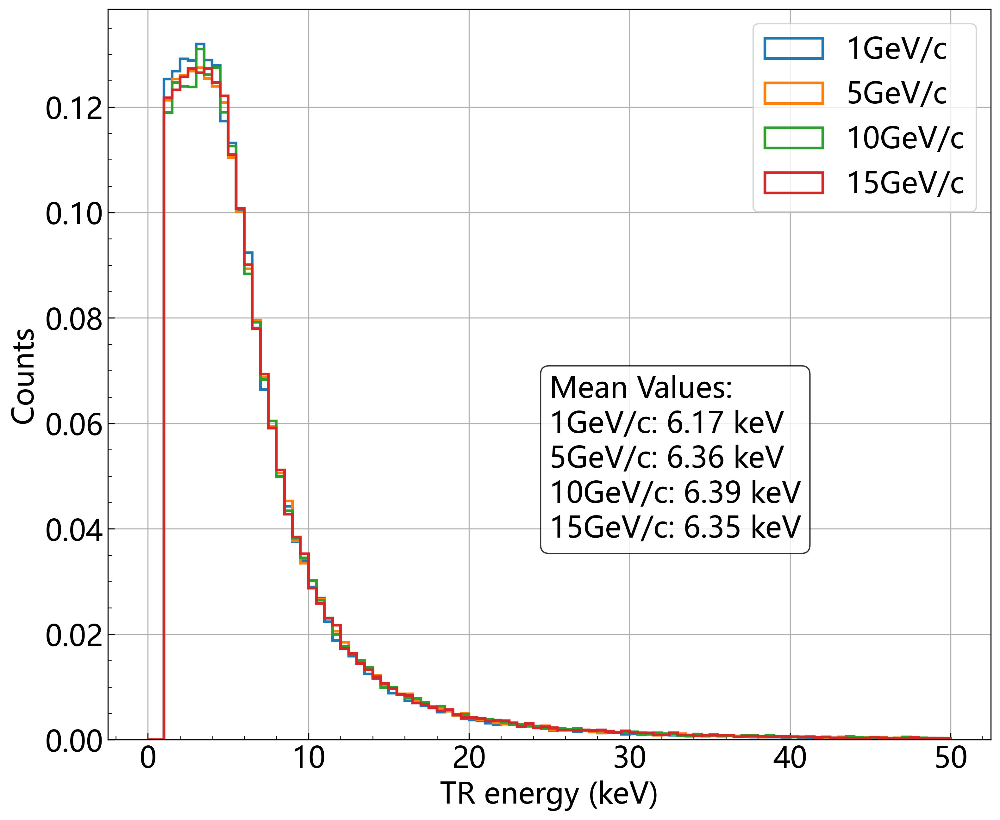 1GeV/c
5GeV/c
10GeV/c
15GeV/c
0.12
0.10
0.08
0.06
0.04
0.02
0.00
Counts
Mean Values:
1GeV/c: 6.17 keV
5GeV/c: 6.36 keV
10GeV/c: 6.39 keV
15GeV/c: 6.35 keV
0 10 20 30 40 50
TR energy (keV)